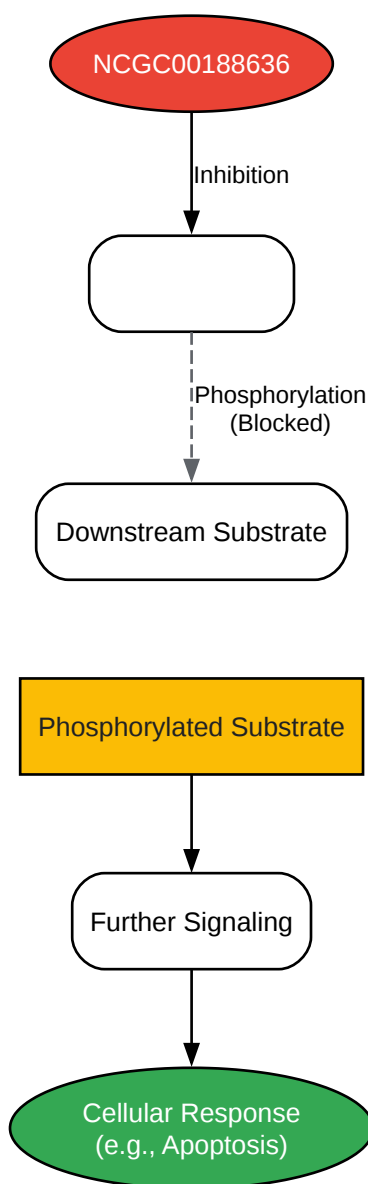 NCGC00188636
Inhibition
Phosphorylation
(Blocked)
Downstream Substrate
Phosphorylated Substrate
Further Signaling
Cellular Response
(e.g., Apoptosis)